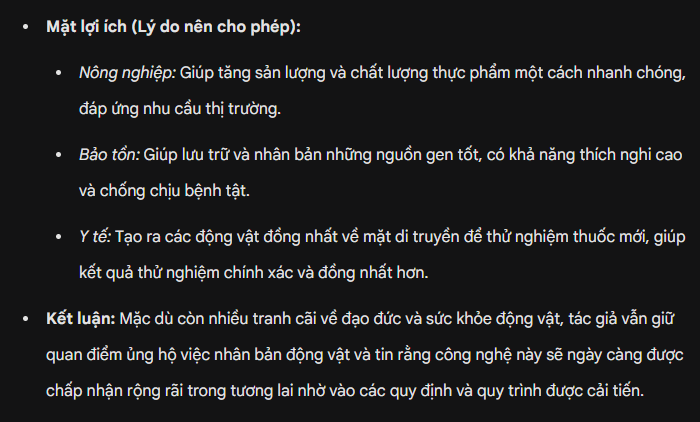 Mặt lợi ích (Lý do nên cho phép):
Nông nghiệp: Giúp tăng sản lượng và chất lượng thực phẩm một cách nhanh chóng,
đáp ứng nhu cầu thị trường.
Bảo tồn: Giúp lưu trữ và nhân bản những nguồn gen tốt, có khả năng thích nghi cao
và chống chịu bệnh tật.
Y tế: Tạo ra các động vật đồng nhất về mặt di truyền để thử nghiệm thuốc mới, giúp
kết quả thử nghiệm chính xác và đồng nhất hơn.
Kết luận: Mặc dù còn nhiều tranh cãi về đạo đức và sức khỏe động vật, tác giả vẫn giữ
quan điểm ủng hộ việc nhân bản động vật và tin rằng công nghệ này sẽ ngày càng được
chấp nhận rộng rãi trong tương lai nhờ vào các quy định và quy trình được cải tiến.